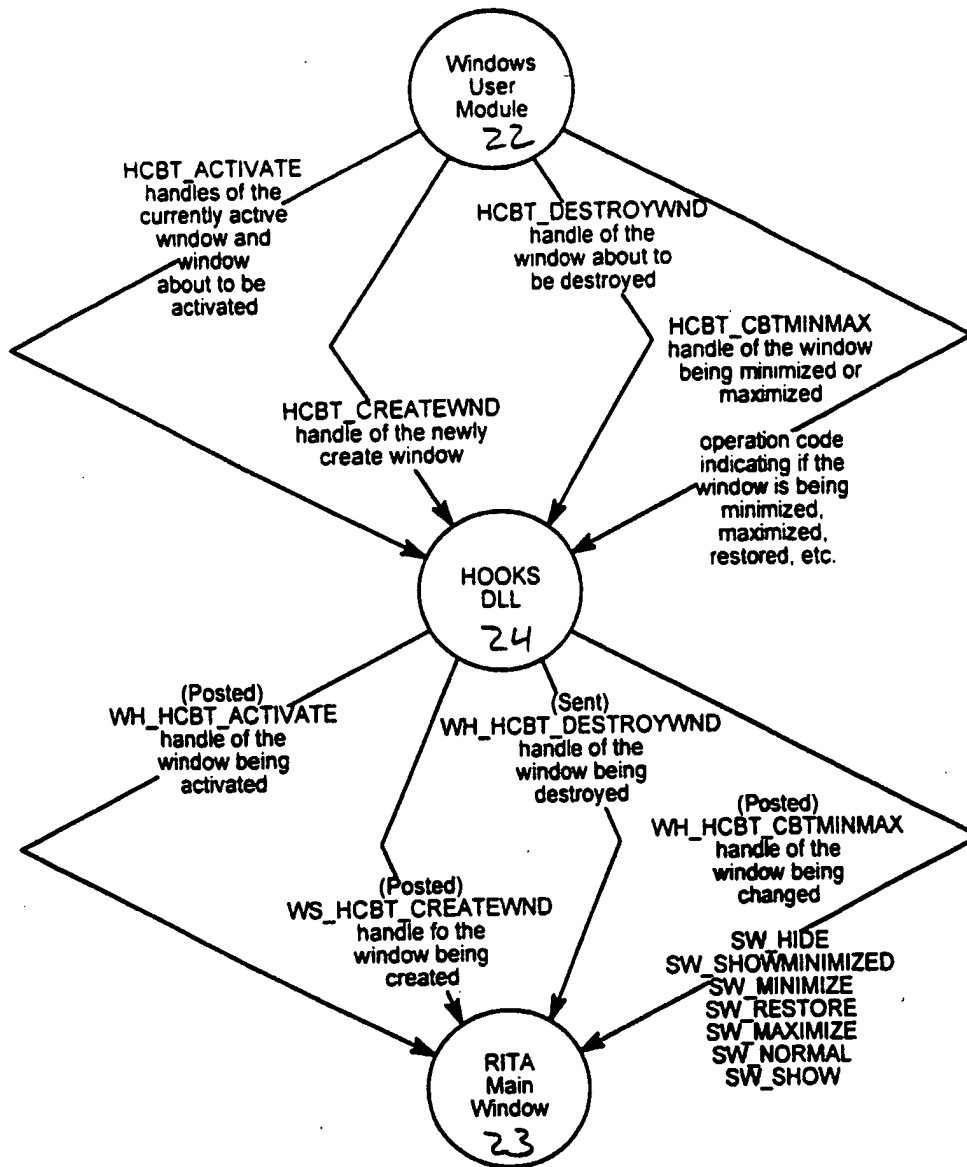 Windows
User
Module
22
HCBT_ACTIVATE
handles of the
currently active
window and
window
about to be
activated
HCBT_DESTROYWND
handle of the
window about to
be destroyed
HCBT_CBTMINMAX
handle of the window
being minimized or
maximized
HCBT_CREATEWND
handle of the newly
create window
operation code
indicating if the
window is being
minimized,
maximized,
restored, etc.
HOOKS
DLL
24
(Posted)
WH_HCBT_ACTIVATE
handle of the
window being
activated
(Sent)
WH_HCBT_DESTROYWND
handle of the
window being
destroyed
(Posted)
WH_HCBT_CBTMINMAX
handle of the
window being
changed
(Posted)
WS_HCBT_CREATEWND
handle fo the
window being
created
SW_HIDE
SW_SHOWMINIMIZED
SW_MINIMIZE
SW_RESTORE
SW_MAXIMIZE
SW_NORMAL
SW_SHOW
RITA
Main
Window
23